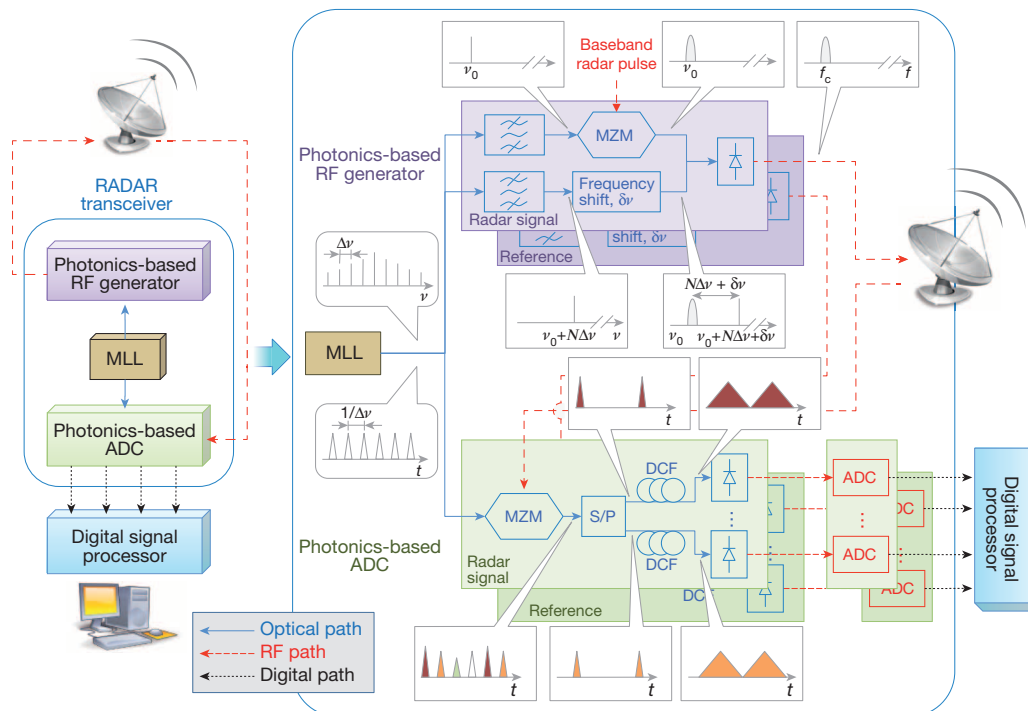 RADAR
transceiver
Photonics-based
RF generator
MLL
Photonics-based
ADC
Digital signal
processor
Optical path
RF path
Digital path
MLL
Δν
ν
1/Δν
t
Photonics-based
RF generator
ν0
Baseband
radar pulse
ν0
fc
f
MZM
Frequency
shift, δν
Radar signal
shift, δν
Reference
ν0+NΔν
ν
NΔν + δν
ν0
ν0+NΔν+δν
t
t
Photonics-based
ADC
MZM
S/P
DCF
DCF
Radar
signal
Reference
DC
ADC
DC
ADC
ADC
Digital signal
processor
t
t
t